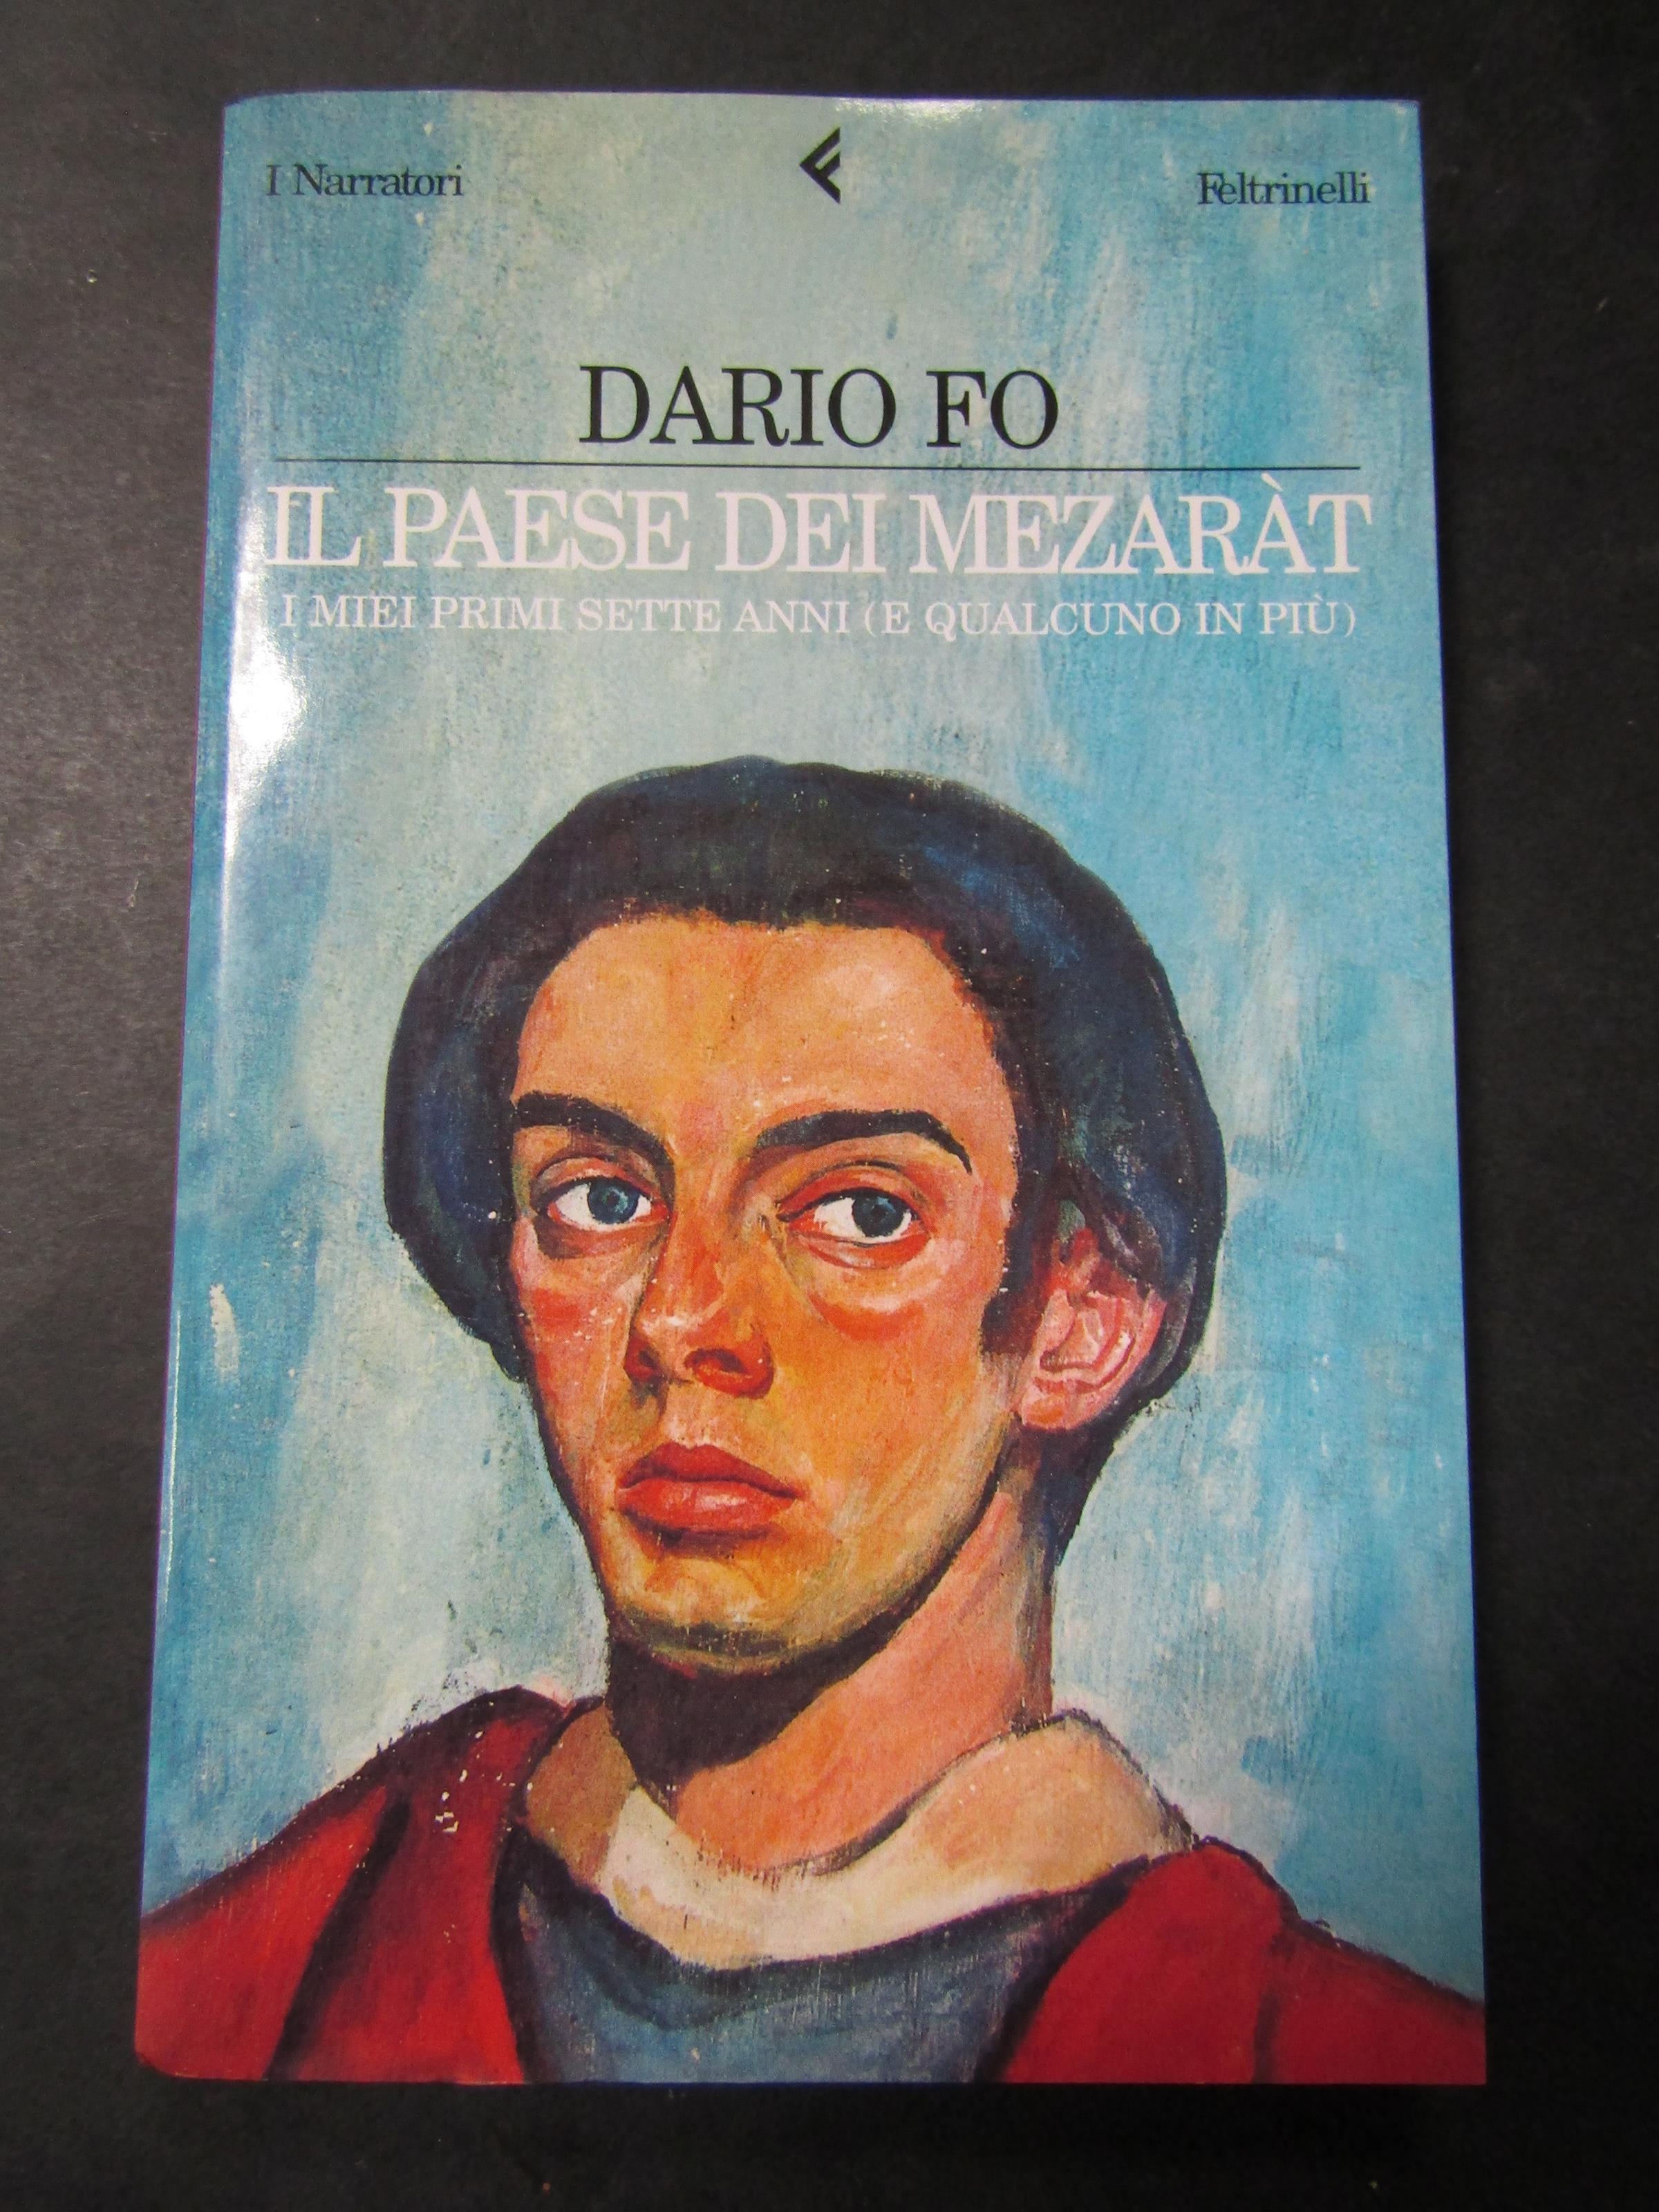 I Narratori
Feltrinelli
DARIO FO
IL PAESE DEI MEZARÀT
I MIEI PRIMI SETTE ANNI (E QUALCUNO IN PIÙ)